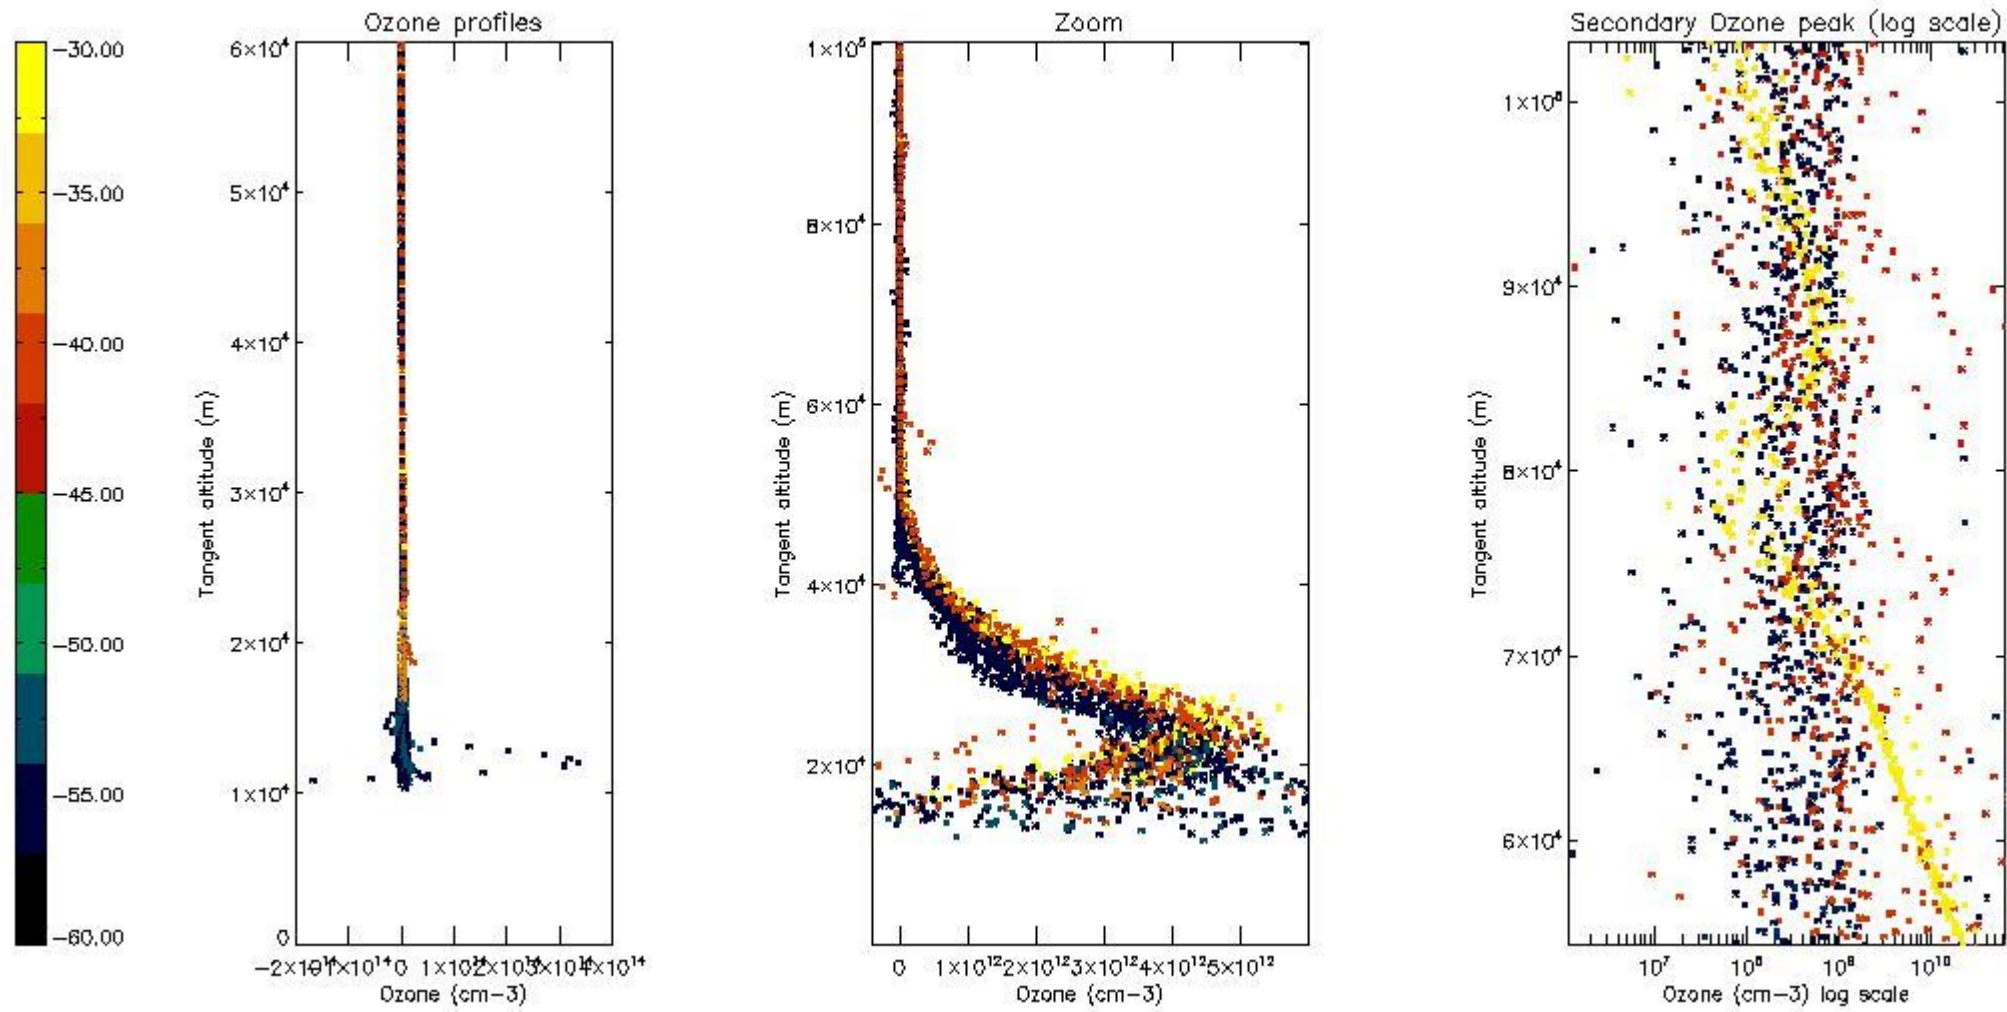 Ozone profiles
Zoom
Secondary Ozone peak (log scale)
−30.00
−35.00
−40.00
−45.00
−50.00
−55.00
−60.00
6×10⁴
5×10⁴
4×10⁴
3×10⁴
2×10⁴
1×10⁴
0
Tangent altitude (m)
0
4×10¹⁴
Ozone (cm−3)
1×10⁵
8×10⁴
6×10⁴
4×10⁴
2×10⁴
Tangent altitude (m)
0 1×10¹² 2×10¹² 3×10¹² 4×10¹² 5×10¹²
Ozone (cm−3)
1×10⁵
9×10⁴
8×10⁴
7×10⁴
6×10⁴
Tangent altitude (m)
10⁷ 10⁸ 10⁹ 10¹⁰
Ozone (cm−3) log scale